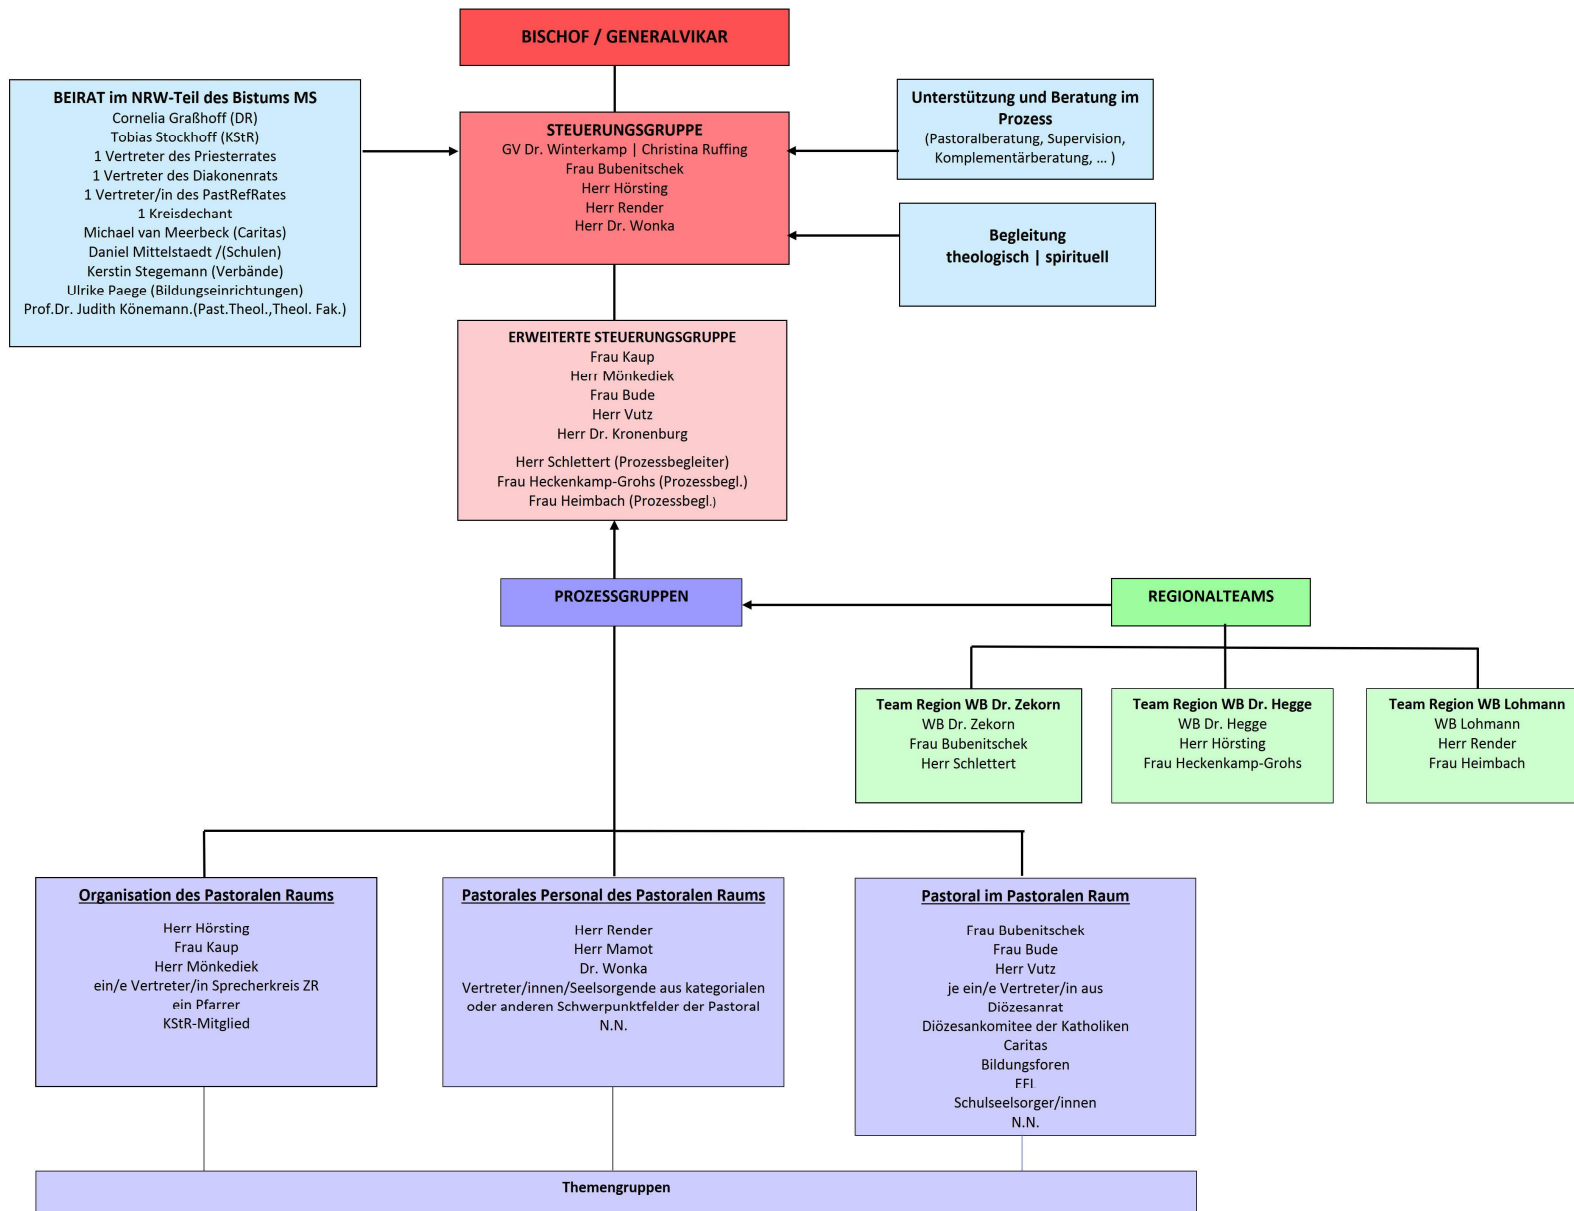 BISCHOF / GENERALVIKAR
BEIRAT im NRW-Teil des Bistums MS
Cornelia Graßhoff (DR)
Tobias Stockhoff (KStR)
1 Vertreter des Priesterrates
1 Vertreter des Diakonenrats
1 Vertreter/in des PastRefRates
1 Kreisdechant
Michael van Meerbeck (Caritas)
Daniel Mittelstaedt /(Schulen)
Kerstin Stegemann (Verbände)
Ulrike Paege (Bildungseinrichtungen)
Prof.Dr. Judith Könemann.(Past.Theol.,Theol. Fak.)
STEUERUNGSGRUPPE
GV Dr. Winterkamp | Christina Ruffing
Frau Bubenitschek
Herr Hörsting
Herr Render
Herr Dr. Wonka
Unterstützung und Beratung im
Prozess
(Pastoralberatung, Supervision,
Komplementärberatung, ... )
Begleitung
theologisch | spirituell
ERWEITERTE STEUERUNGSGRUPPE
Frau Kaup
Herr Mönkediek
Frau Bude
Herr Vutz
Herr Dr. Kronenburg
Herr Schlettert (Prozessbegleiter)
Frau Heckenkamp-Grohs (Prozessbegl.)
Frau Heimbach (Prozessbegl.)
PROZESSGRUPPEN
REGIONALTEAMS
Team Region WB Dr. Zekorn
WB Dr. Zekorn
Frau Bubenitschek
Herr Schlettert
Team Region WB Dr. Hegge
WB Dr. Hegge
Herr Hörsting
Frau Heckenkamp-Grohs
Team Region WB Lohmann
WB Lohmann
Herr Render
Frau Heimbach
Organisation des Pastoralen Raums
Herr Hörsting
Frau Kaup
Herr Mönkediek
ein/e Vertreter/in Sprecherkreis ZR
ein Pfarrer
KStR-Mitglied
Pastorales Personal des Pastoralen Raums
Herr Render
Herr Mamot
Dr. Wonka
Vertreter/innen/Seelsorgende aus kategorialen
oder anderen Schwerpunktfelder der Pastoral
N.N.
Pastoral im Pastoralen Raum
Frau Bubenitschek
Frau Bude
Herr Vutz
je ein/e Vertreter/in aus
Diözesanrat
Diözesankomitee der Katholiken
Caritas
Bildungsforen
EFL
Schulseelsorger/innen
N.N.
Themengruppen